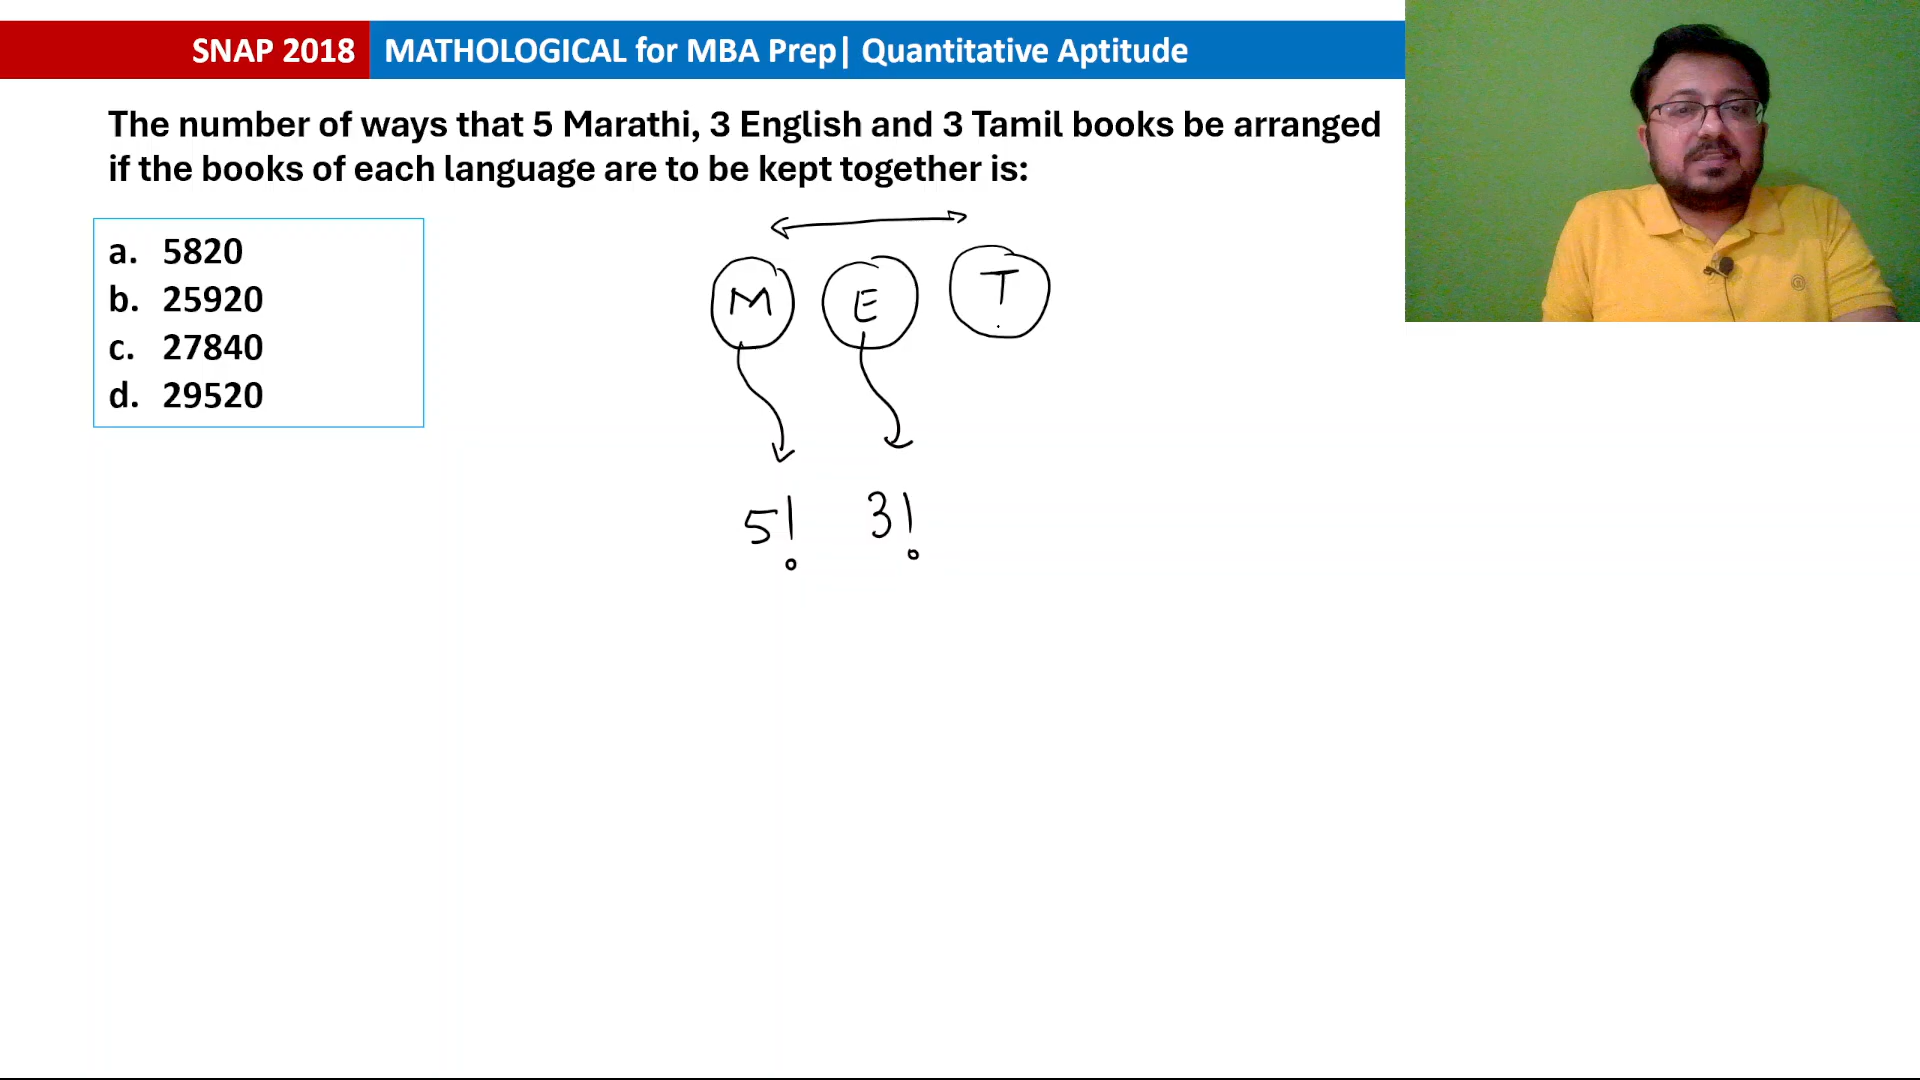 SNAP 2018 MATHOLOGICAL for MBA Prep| Quantitative Aptitude
The number of ways that 5 Marathi, 3 English and 3 Tamil books be arranged
if the books of each language are to be kept together is:
a. 5820
b. 25920
c. 27840
d. 29520
M E T
5! 3!